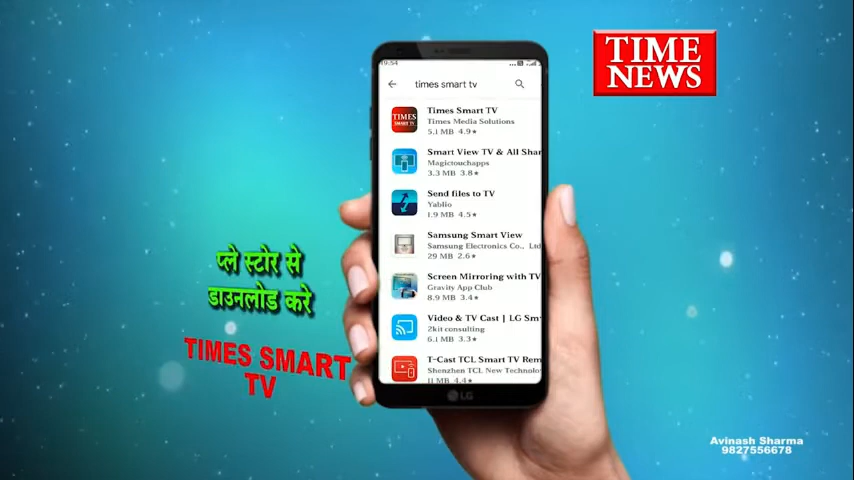 TIME
NEWS
19:54
times smart tv
TIMES
SMART TV
Times Smart TV
Times Media Solutions
5.1 MB 4.9★
Smart View TV & All Shar
Magictouchapps
3.3 MB 3.8★
Send files to TV
Yablio
1.9 MB 4.5★
Samsung Smart View
Samsung Electronics Co., Ltd
29 MB 2.6★
Screen Mirroring with TV
Gravity App Club
8.9 MB 3.4★
Video & TV Cast | LG Sm
2kit consulting
6.1 MB 3.3★
T-Cast TCL Smart TV Rem
Shenzhen TCL New Technolo
11 MB 4.4★
LG
प्ले स्टोर से
डाउनलोड करे
TIMES SMART
TV
Avinash Sharma
9827556678